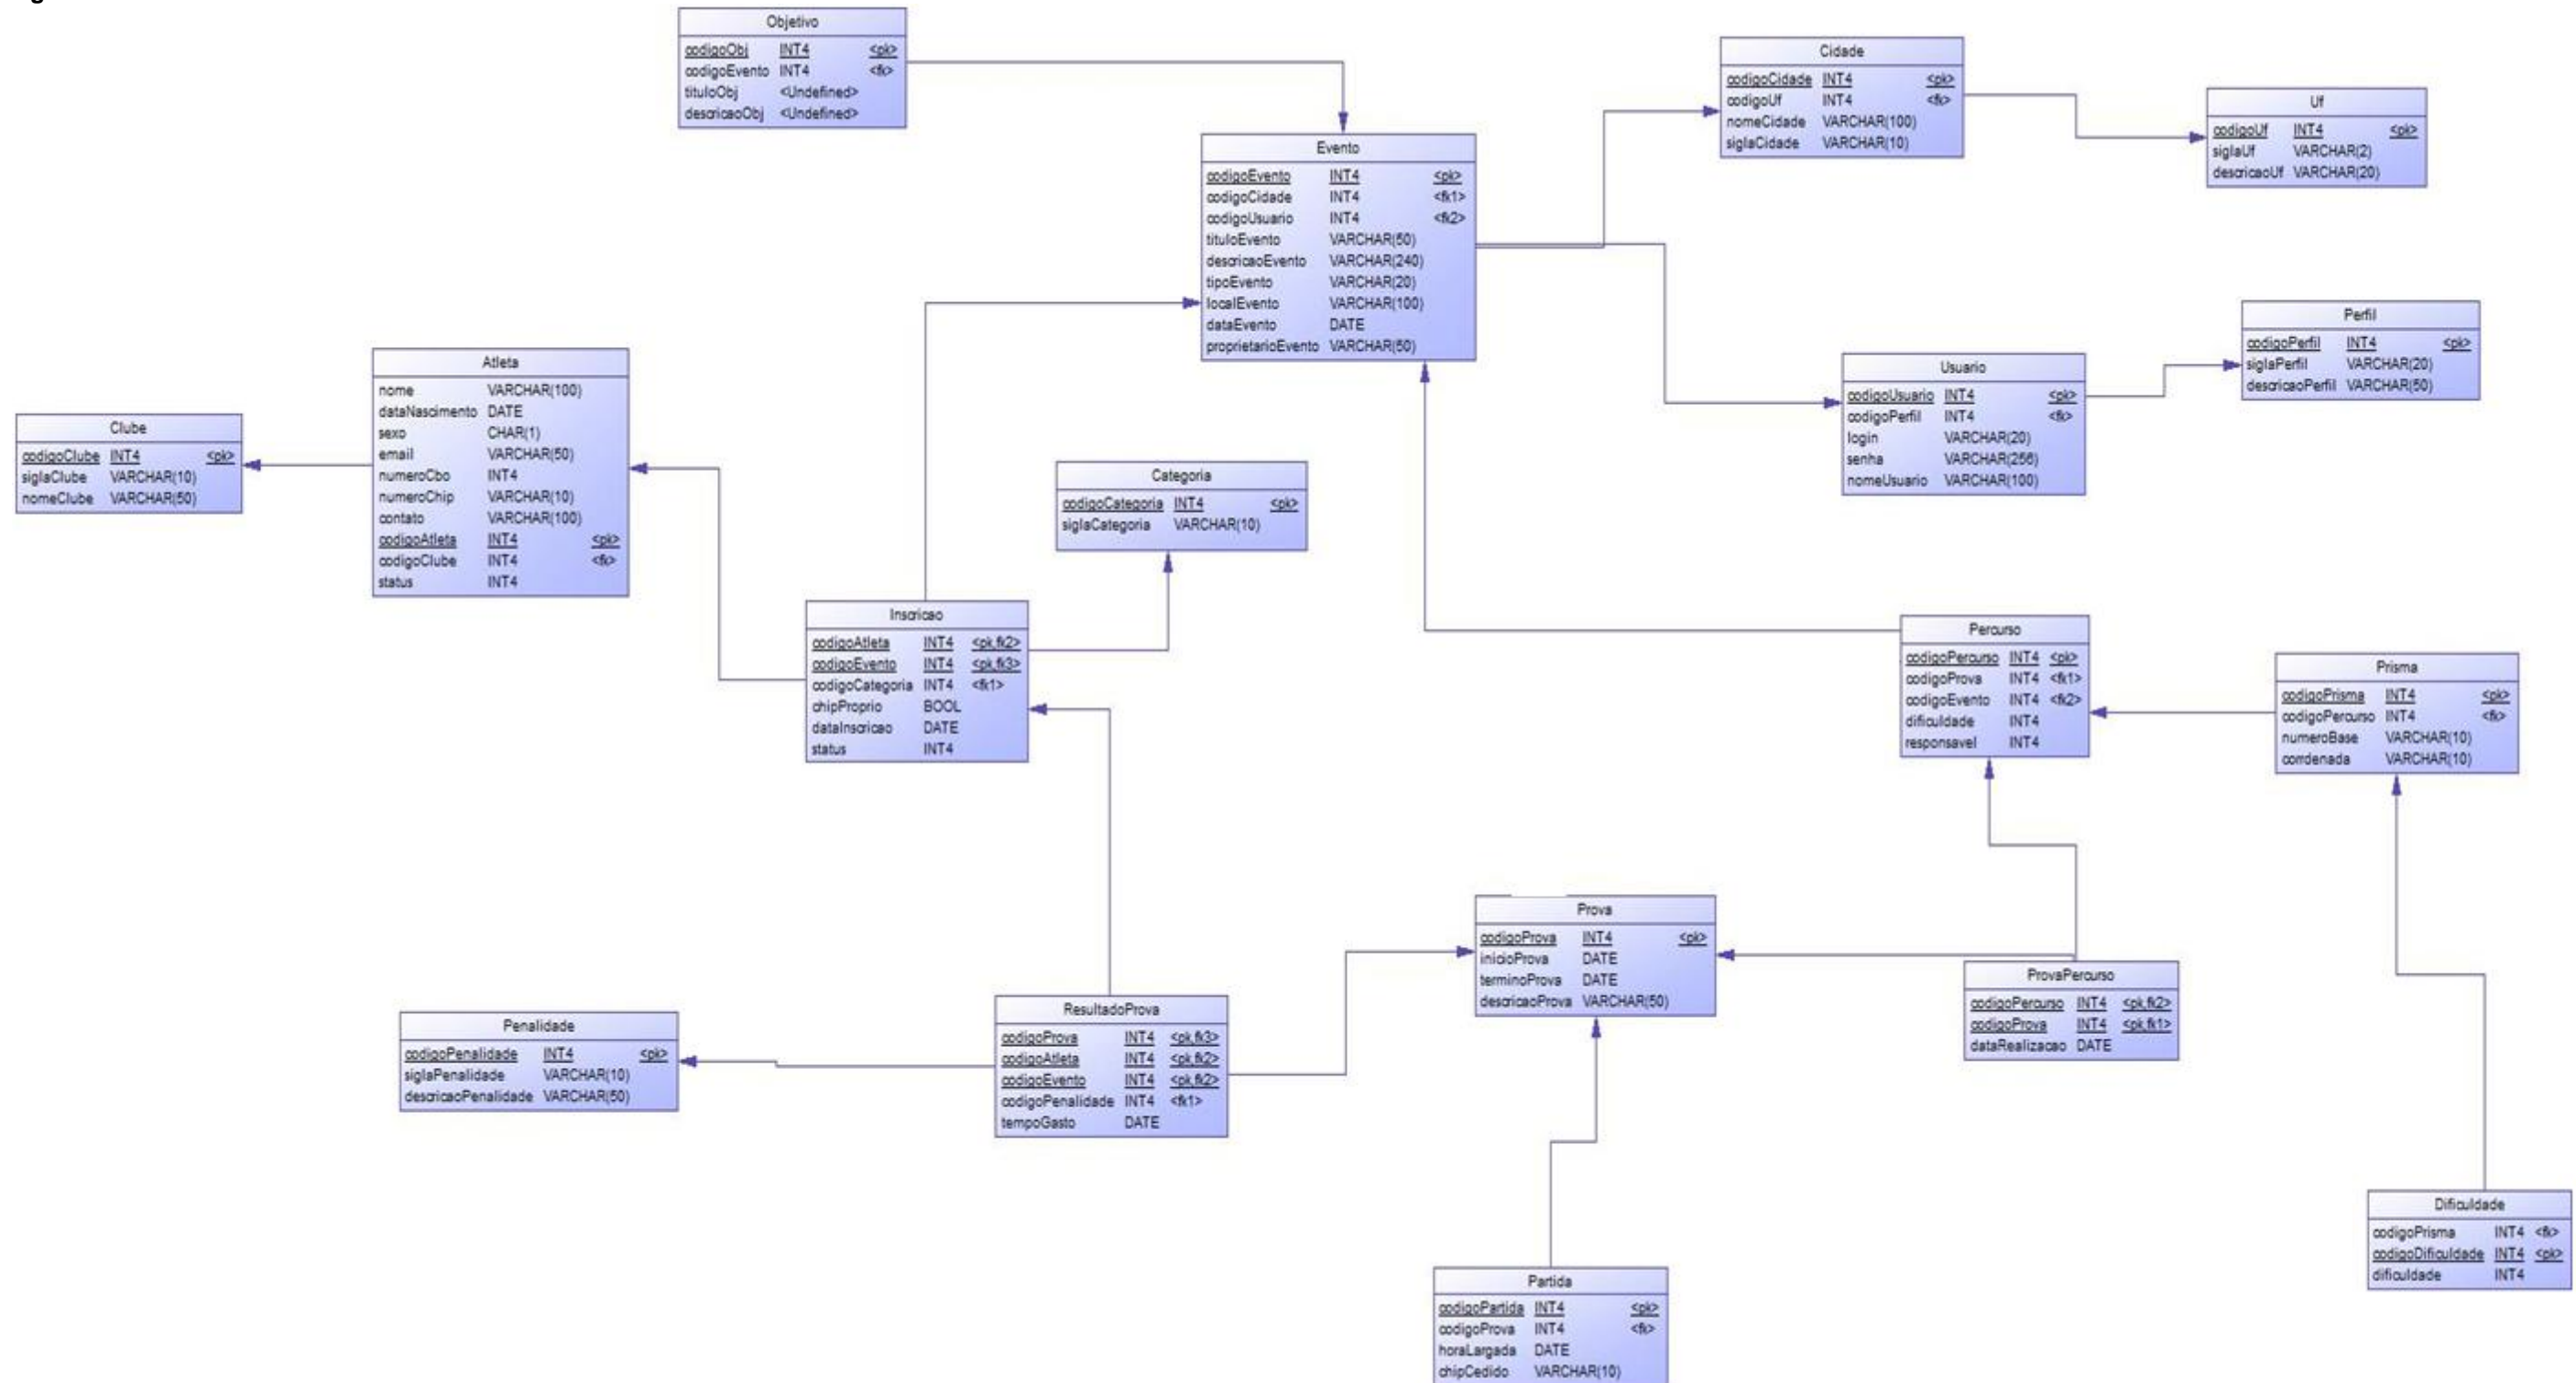 Objetivo
codigoObj INT4 <pk>
codigoEvento INT4 <fk>
tituloObj <Undefined>
descricaoObj <Undefined>
Cidade
codigoCidade INT4 <pk>
codigoUf INT4 <fk>
nomeCidade VARCHAR(100)
siglaCidade VARCHAR(10)
Uf
codigoUf INT4 <pk>
siglaUf VARCHAR(2)
descricaoUf VARCHAR(20)
Evento
codigoEvento INT4 <pk>
codigoCidade INT4 <fk1>
codigoUsuario INT4 <fk2>
tituloEvento VARCHAR(50)
descricaoEvento VARCHAR(240)
tipoEvento VARCHAR(20)
localEvento VARCHAR(100)
dataEvento DATE
proprietarioEvento VARCHAR(50)
Perfil
codigoPerfil INT4 <pk>
siglaPerfil VARCHAR(20)
descricaoPerfil VARCHAR(50)
Usuario
codigoUsuario INT4 <pk>
codigoPerfil INT4 <fk>
login VARCHAR(20)
senha VARCHAR(256)
nomeUsuario VARCHAR(100)
Atleta
nome VARCHAR(100)
dataNascimento DATE
sexo CHAR(1)
email VARCHAR(50)
numeroCbo INT4
numeroChip VARCHAR(10)
contato VARCHAR(100)
codigoAtleta INT4 <pk>
codigoClube INT4 <fk>
status INT4
Clube
codigoClube INT4 <pk>
siglaClube VARCHAR(10)
nomeClube VARCHAR(50)
Categoria
codigoCategoria INT4 <pk>
siglaCategoria VARCHAR(10)
Inscricao
codigoAtleta INT4 <pk,fk2>
codigoEvento INT4 <pk,fk3>
codigoCategoria INT4 <fk1>
chipProprio BOOL
dataInscricao DATE
status INT4
Percurso
codigoPercurso INT4 <pk>
codigoProva INT4 <fk1>
codigoEvento INT4 <fk2>
dificuldade INT4
responsavel INT4
Prisma
codigoPrisma INT4 <pk>
codigoPercurso INT4 <fk>
numeroBase VARCHAR(10)
corrdenada VARCHAR(10)
Prova
codigoProva INT4 <pk>
inicioProva DATE
terminoProva DATE
descricaoProva VARCHAR(50)
ProvaPercurso
codigoPercurso INT4 <pk,fk2>
codigoProva INT4 <pk,fk1>
dataRealizacao DATE
ResultadoProva
codigoProva INT4 <pk,fk3>
codigoAtleta INT4 <pk,fk2>
codigoEvento INT4 <pk,fk2>
codigoPenalidade INT4 <fk1>
tempoGasto DATE
Penalidade
codigoPenalidade INT4 <pk>
siglaPenalidade VARCHAR(10)
descricaoPenalidade VARCHAR(50)
Dificuldade
codigoPrisma INT4 <fk>
codigoDificuldade INT4 <pk>
dificuldade INT4
Partida
codigoPartida INT4 <pk>
codigoProva INT4 <fk>
horaLargada DATE
chipCedido VARCHAR(10)